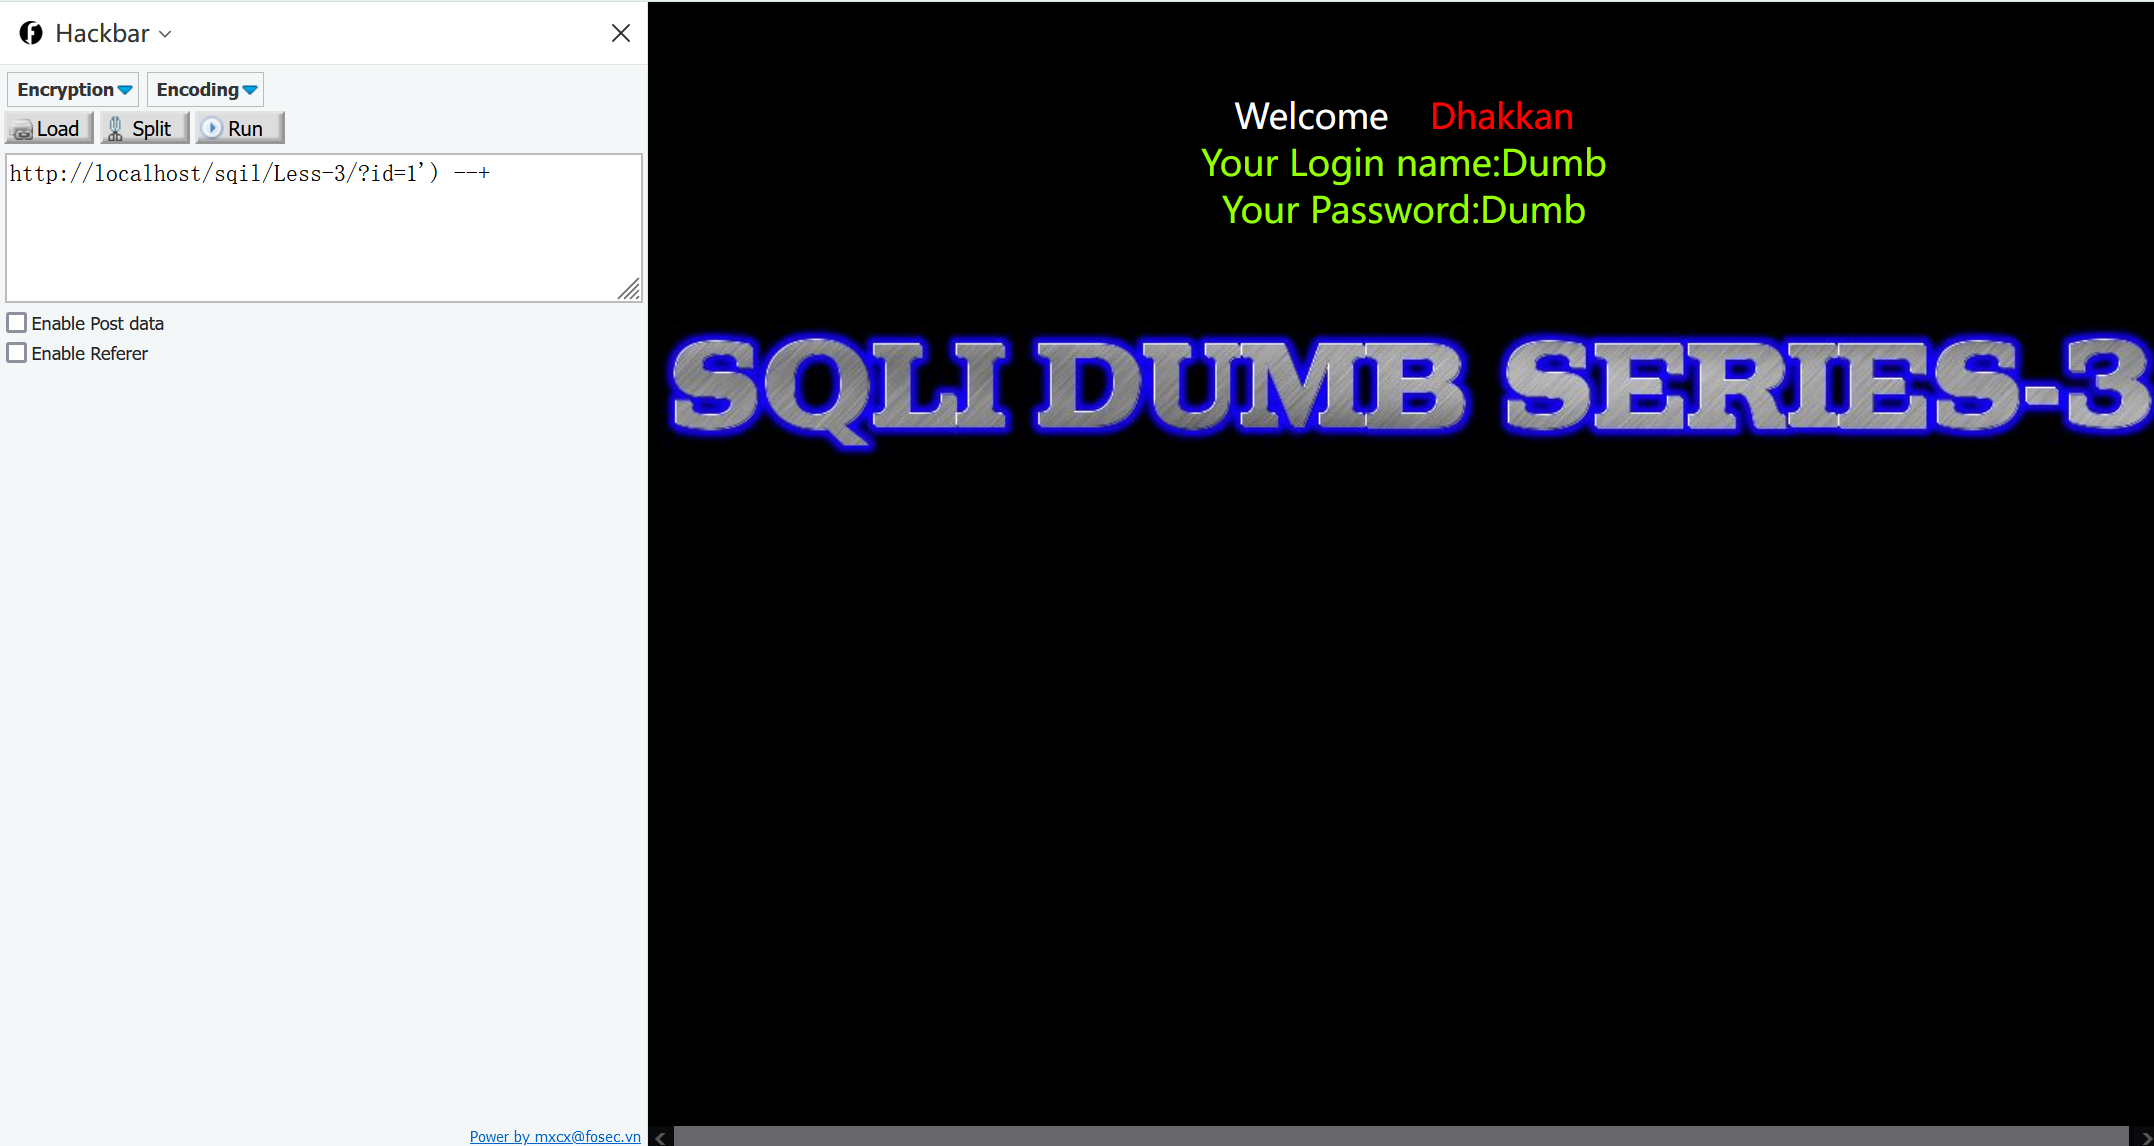 Hackbar
Encryption Encoding
Load Split Run
http://localhost/sqil/Less-3/?id=1') --+
Enable Post data
Enable Referer
Power by mxcx@fosec.vn
Welcome Dhakkan
Your Login name:Dumb
Your Password:Dumb
SQLI DUMB SERIES-3